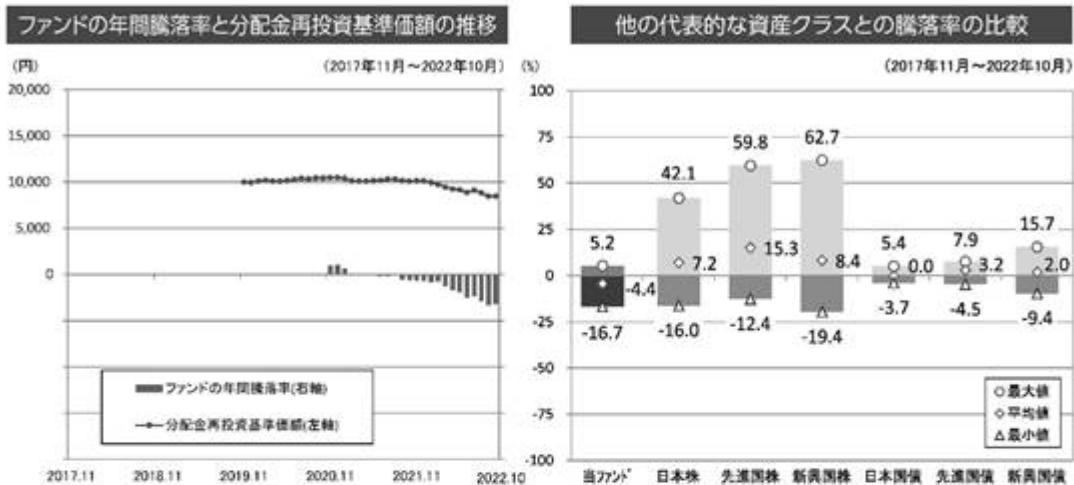 ファンドの年間騰落率と分配金再投資基準価額の推移
(円)
(2017年11月～2022年10月)
20,000
15,000
10,000
5,000
0
ファンドの年間騰落率(右軸)
分配金再投資基準価額(左軸)
2017.11 2018.11 2019.11 2020.11 2021.11 2022.10
他の代表的な資産クラスとの騰落率の比較
(%)
(2017年11月～2022年10月)
100
75
50
25
0
-25
-50
-75
-100
5.2 42.1 59.8 62.7 5.4 7.9 15.7
-4.4 7.2 15.3 8.4 0.0 3.2 2.0
-16.7 -16.0 -12.4 -19.4 -3.7 -4.5 -9.4
最大値
平均値
最小値
当ファンド 日本株 先進国株 新興国株 日本国債 先進国債 新興国債